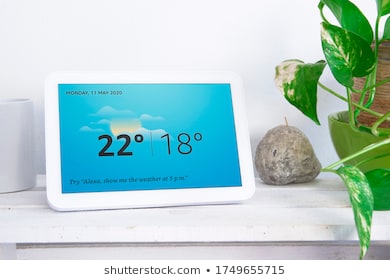 MONDAY, 11 MAY 2020
22° | 18°
Try "Alexa, show me the weather at 5 p.m."
shutterstock.com • 1749655715